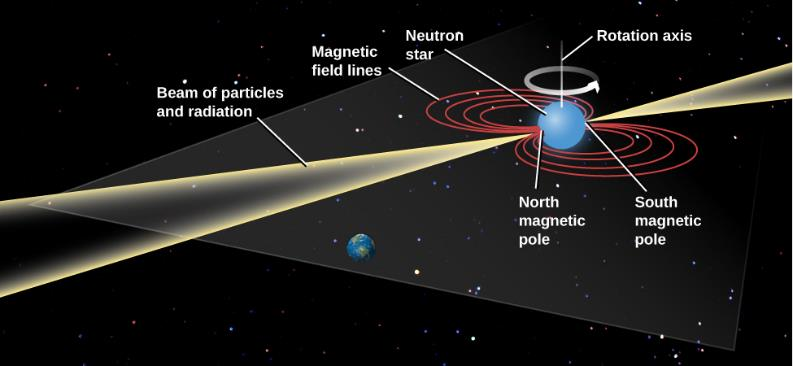 Neutron
star
Rotation axis
Magnetic
field lines
Beam of particles
and radiation
North
magnetic
pole
South
magnetic
pole